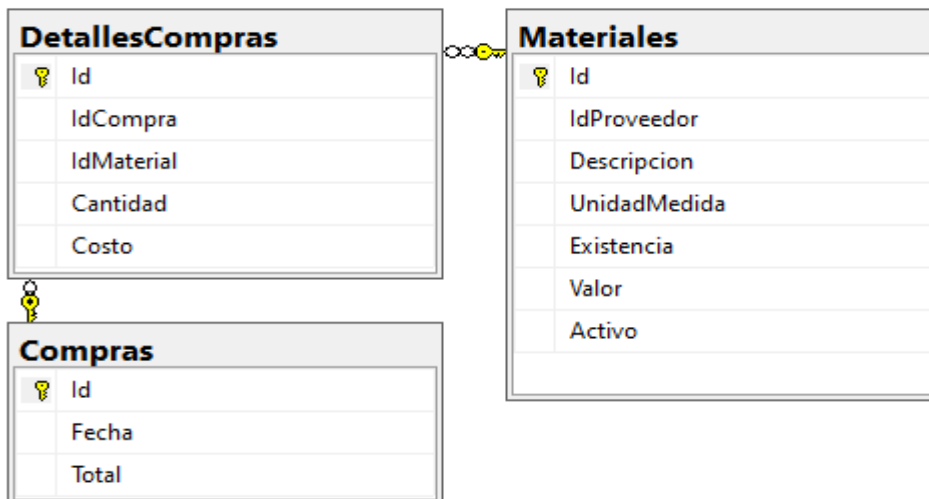 DetallesCompras
Id
IdCompra
IdMaterial
Cantidad
Costo
Materiales
Id
IdProveedor
Descripcion
UnidadMedida
Existencia
Valor
Activo
Compras
Id
Fecha
Total